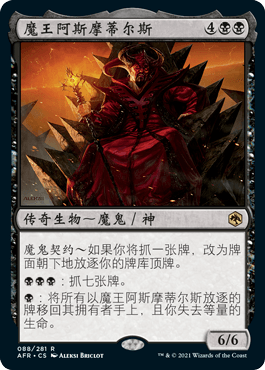 魔王阿斯摩蒂尔斯 4
ALEKSI
传奇生物～魔鬼／神
魔鬼契约～如果你将抓一张牌，改为牌
面朝下地放逐你的牌库顶牌。
：抓七张牌。
：将所有以魔王阿斯摩蒂尔斯放逐的
牌移回其拥有者手上，且你失去等量的
生命。
6/6
088/281 R
AFR • CS ALEKSI BRICLOT
™ & © 2021 Wizards of the Coast